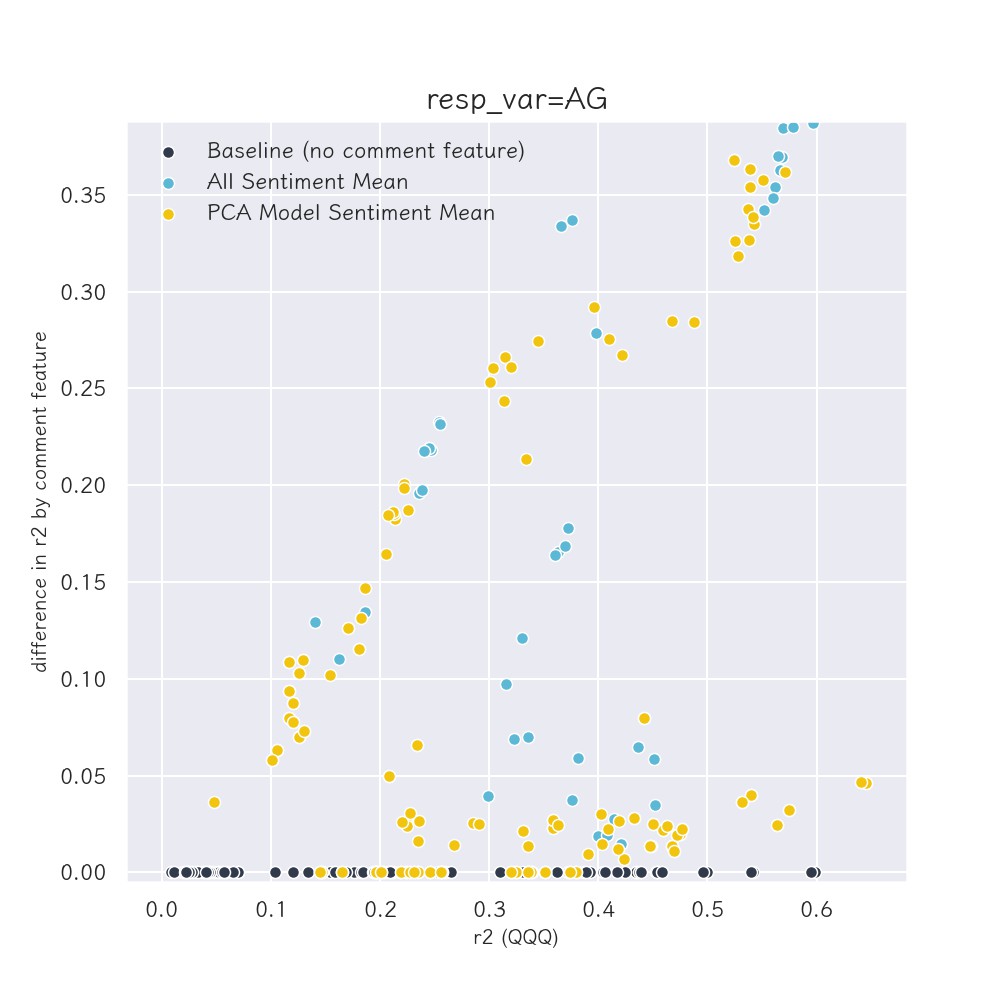 resp_var=AG
Baseline (no comment feature)
All Sentiment Mean
PCA Model Sentiment Mean
difference in r2 by comment feature
0.35
0.30
0.25
0.20
0.15
0.10
0.05
0.00
0.0 0.1 0.2 0.3 0.4 0.5 0.6
r2 (QQQ)